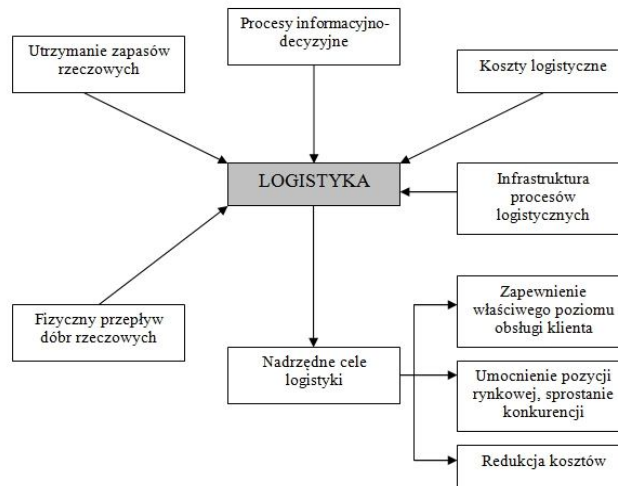 Procesy informacyjno-
decyzyjne
Utrzymanie zapasów
rzeczowych
Koszty logistyczne
LOGISTYKA
Infrastruktura
procesów
logistycznych
Fizyczny przepływ
dóbr rzeczowych
Nadrzędne cele
logistyki
Zapewnienie
właściwego poziomu
obsługi klienta
Umocnienie pozycji
rynkowej, sprostanie
konkurencji
Redukcja kosztów